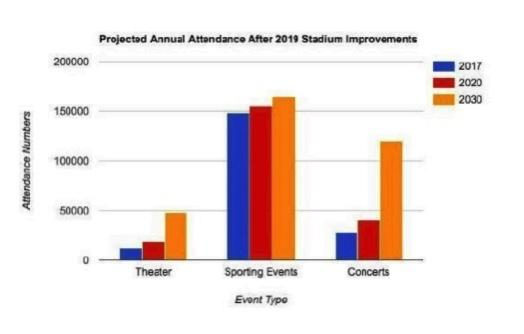 Projected Annual Attendance After 2019 Stadium Improvements
200000
150000
100000
50000
0
Attendance Numbers
Theater
Sporting Events
Concerts
Event Type
2017
2020
2030